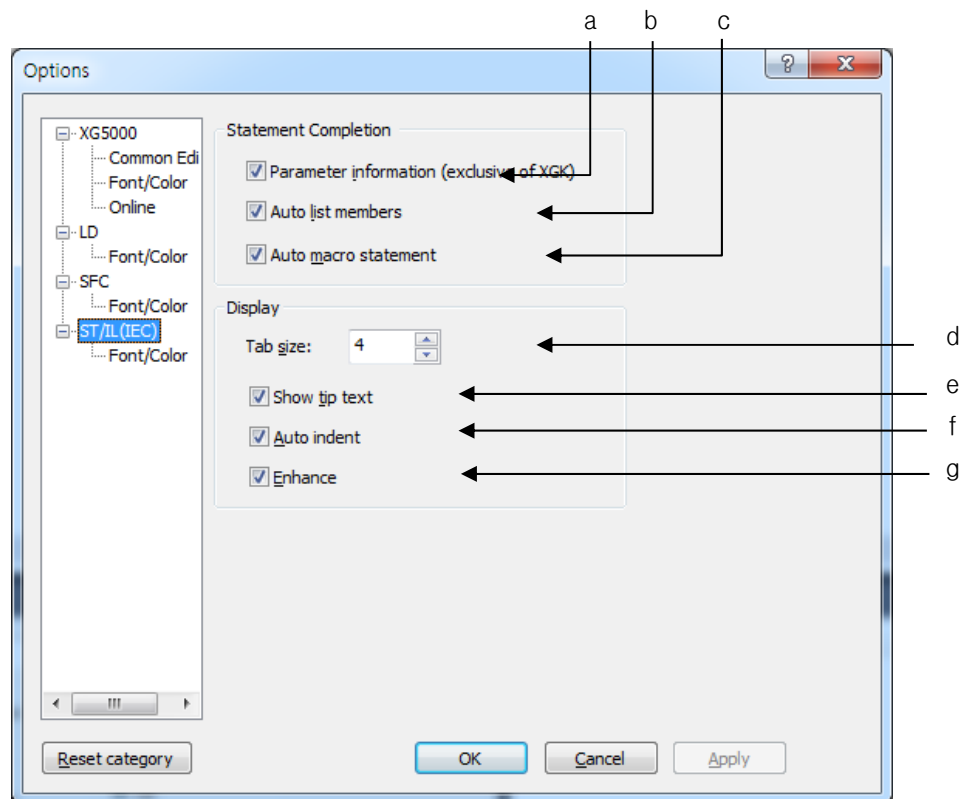 a b c
Options
XG5000
Common Edi
Font/Color
Online
LD
Font/Color
SFC
Font/Color
ST/IL(IEC)
Font/Color
Statement Completion
Parameter information (exclusive of XGK)
Auto list members
Auto macro statement
Display
Tab size: 4
d
Show tip text
e
Auto indent
f
Enhance
g
Reset category
OK
Cancel
Apply